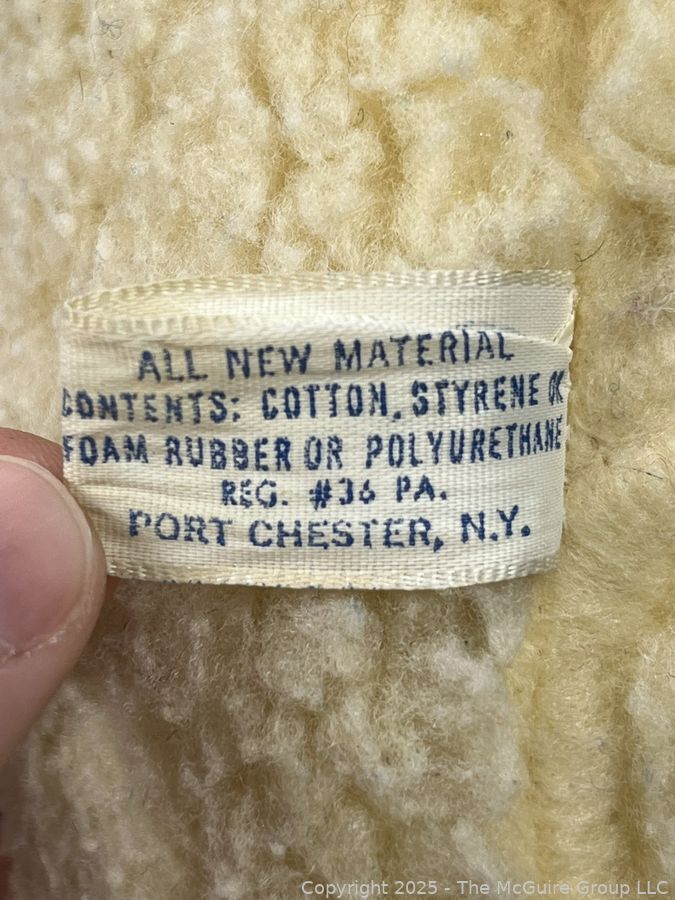 ALL NEW MATERIAL
CONTENTS: COTTON, STYRENE OR
FOAM RUBBER OR POLYURETHANE
REG. #36 PA.
PORT CHESTER, N.Y.
Copyright 2025 - The McGuire Group LLC